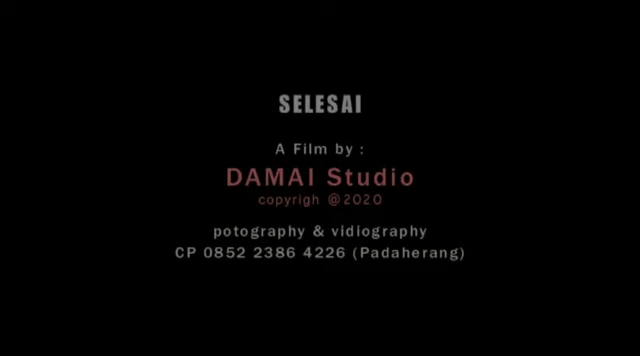 SELESAI
A Film by :
DAMAI Studio
copyrigh @2020
potography & vidiography
CP 0852 2386 4226 (Padaherang)